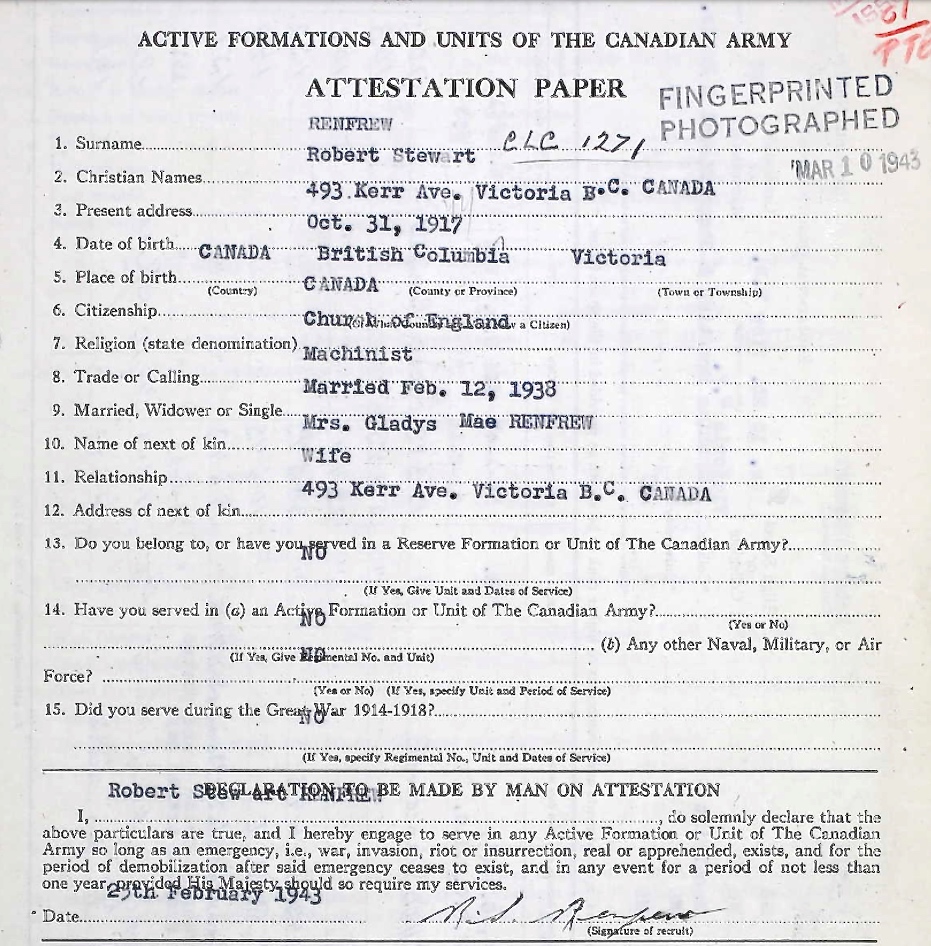 ACTIVE FORMATIONS AND UNITS OF THE CANADIAN ARMY
ATTESTATION PAPER
FINGERPRINTED
PHOTOGRAPHED
MAR 10 1943
RENFREW
1. Surname
CLC 1271
Robert Stewart
2. Christian Names
493 Kerr Ave. Victoria B.C. CANADA
3. Present address
Oct. 31, 1917
4. Date of birth
CANADA British Columbia Victoria
5. Place of birth
(Country) (County or Province) (Town or Township)
CANADA
6. Citizenship
Church of England
a Citizen)
7. Religion (state denomination)
Machinist
8. Trade or Calling
Married Feb. 12, 1938
9. Married, Widower or Single
Mrs. Gladys Mae RENFREW
10. Name of next of kin
Wife
11. Relationship
493 Kerr Ave. Victoria B.C. CANADA
12. Address of next of kin
13. Do you belong to, or have you served in a Reserve Formation or Unit of The Canadian Army?
NO
(If Yes, Give Unit and Dates of Service)
14. Have you served in (a) an Active Formation or Unit of The Canadian Army?
NO
(Yes or No)
(b) Any other Naval, Military, or Air
(If Yes, Give Regimental No. and Unit)
NO
Force?
(Yes or No) (If Yes, specify Unit and Period of Service)
15. Did you serve during the Great War 1914-1918?
NO
(If Yes, specify Regimental No., Unit and Dates of Service)
Robert Stewart RENFREW
DECLARATION TO BE MADE BY MAN ON ATTESTATION
I, , do solemnly declare that the
above particulars are true, and I hereby engage to serve in any Active Formation or Unit of The Canadian
Army so long as an emergency, i.e., war, invasion, riot or insurrection, real or apprehended, exists, and for the
period of demobilization after said emergency ceases to exist, and in any event for a period of not less than
one year, provided His Majesty should so require my services.
25th February 1943
Date
R.S. Renfrew
(Signature of recruit)